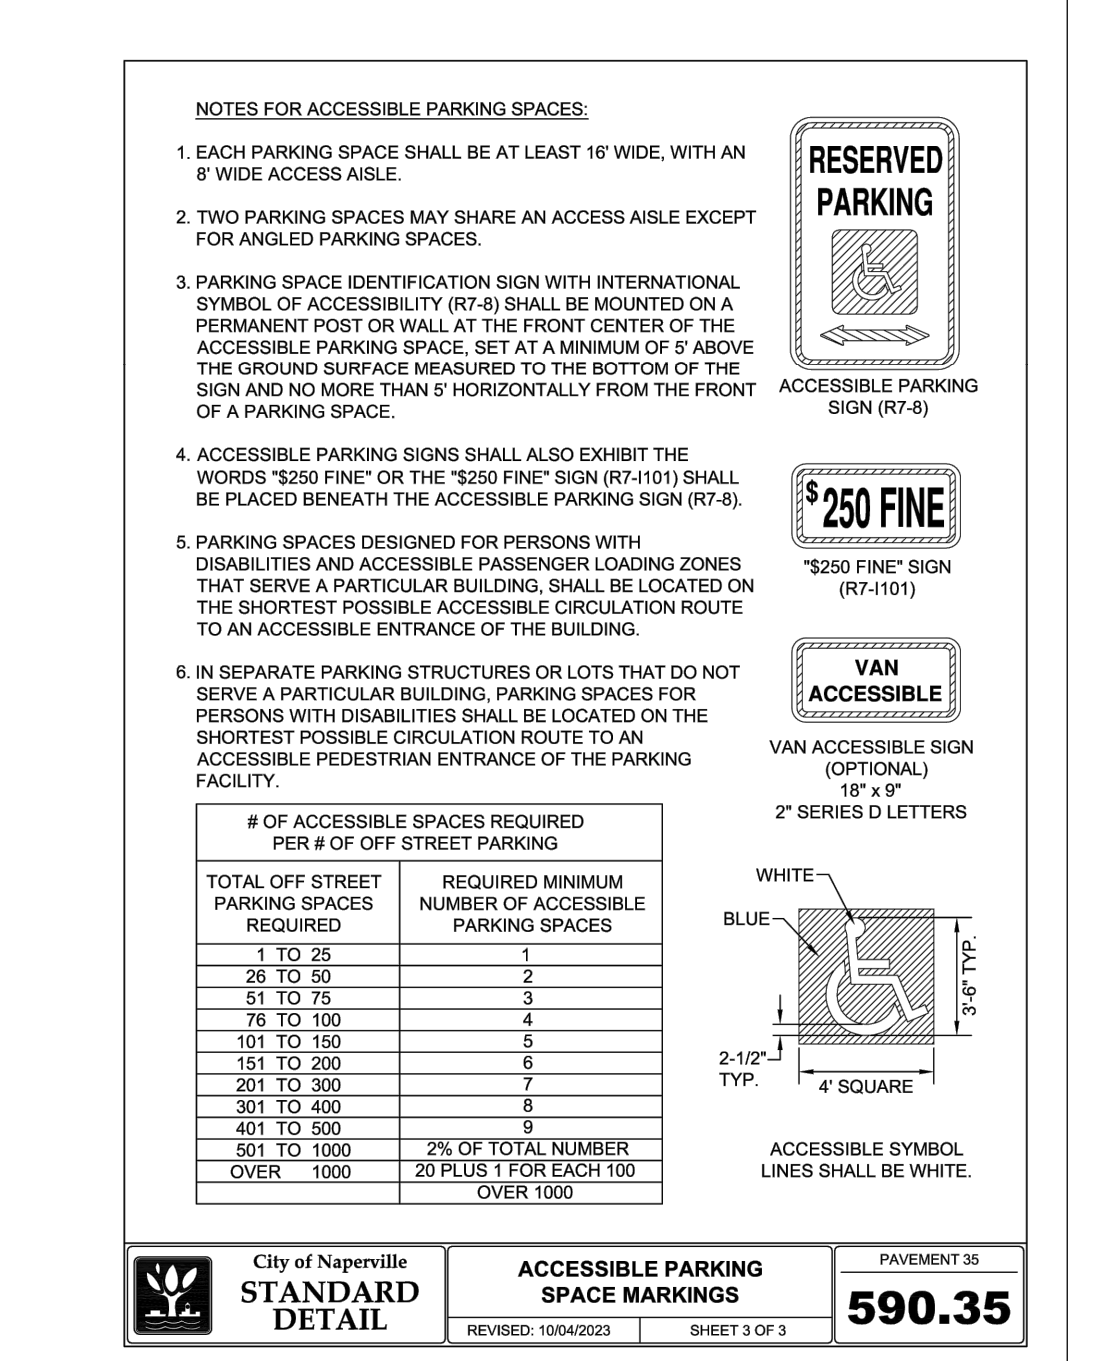 NOTES FOR ACCESSIBLE PARKING SPACES:
1. EACH PARKING SPACE SHALL BE AT LEAST 16' WIDE, WITH AN
8' WIDE ACCESS AISLE.
2. TWO PARKING SPACES MAY SHARE AN ACCESS AISLE EXCEPT
FOR ANGLED PARKING SPACES.
3. PARKING SPACE IDENTIFICATION SIGN WITH INTERNATIONAL
SYMBOL OF ACCESSIBILITY (R7-8) SHALL BE MOUNTED ON A
PERMANENT POST OR WALL AT THE FRONT CENTER OF THE
ACCESSIBLE PARKING SPACE, SET AT A MINIMUM OF 5' ABOVE
THE GROUND SURFACE MEASURED TO THE BOTTOM OF THE
SIGN AND NO MORE THAN 5' HORIZONTALLY FROM THE FRONT
OF A PARKING SPACE.
4. ACCESSIBLE PARKING SIGNS SHALL ALSO EXHIBIT THE
WORDS "$250 FINE" OR THE "$250 FINE" SIGN (R7-I101) SHALL
BE PLACED BENEATH THE ACCESSIBLE PARKING SIGN (R7-8).
5. PARKING SPACES DESIGNED FOR PERSONS WITH
DISABILITIES AND ACCESSIBLE PASSENGER LOADING ZONES
THAT SERVE A PARTICULAR BUILDING, SHALL BE LOCATED ON
THE SHORTEST POSSIBLE ACCESSIBLE CIRCULATION ROUTE
TO AN ACCESSIBLE ENTRANCE OF THE BUILDING.
6. IN SEPARATE PARKING STRUCTURES OR LOTS THAT DO NOT
SERVE A PARTICULAR BUILDING, PARKING SPACES FOR
PERSONS WITH DISABILITIES SHALL BE LOCATED ON THE
SHORTEST POSSIBLE CIRCULATION ROUTE TO AN
ACCESSIBLE PEDESTRIAN ENTRANCE OF THE PARKING
FACILITY.
# OF ACCESSIBLE SPACES REQUIRED
PER # OF OFF STREET PARKING
TOTAL OFF STREET
PARKING SPACES
REQUIRED
REQUIRED MINIMUM
NUMBER OF ACCESSIBLE
PARKING SPACES
1 TO 25 1
26 TO 50 2
51 TO 75 3
76 TO 100 4
101 TO 150 5
151 TO 200 6
201 TO 300 7
301 TO 400 8
401 TO 500 9
501 TO 1000 2% OF TOTAL NUMBER
OVER 1000 20 PLUS 1 FOR EACH 100
OVER 1000
RESERVED
PARKING
ACCESSIBLE PARKING
SIGN (R7-8)
$250 FINE
"$250 FINE" SIGN
(R7-I101)
VAN
ACCESSIBLE
VAN ACCESSIBLE SIGN
(OPTIONAL)
18" x 9"
2" SERIES D LETTERS
WHITE
BLUE
3'-6" TYP.
2-1/2"
TYP.
4' SQUARE
ACCESSIBLE SYMBOL
LINES SHALL BE WHITE.
City of Naperville
STANDARD
DETAIL
ACCESSIBLE PARKING
SPACE MARKINGS
REVISED: 10/04/2023
SHEET 3 OF 3
PAVEMENT 35
590.35